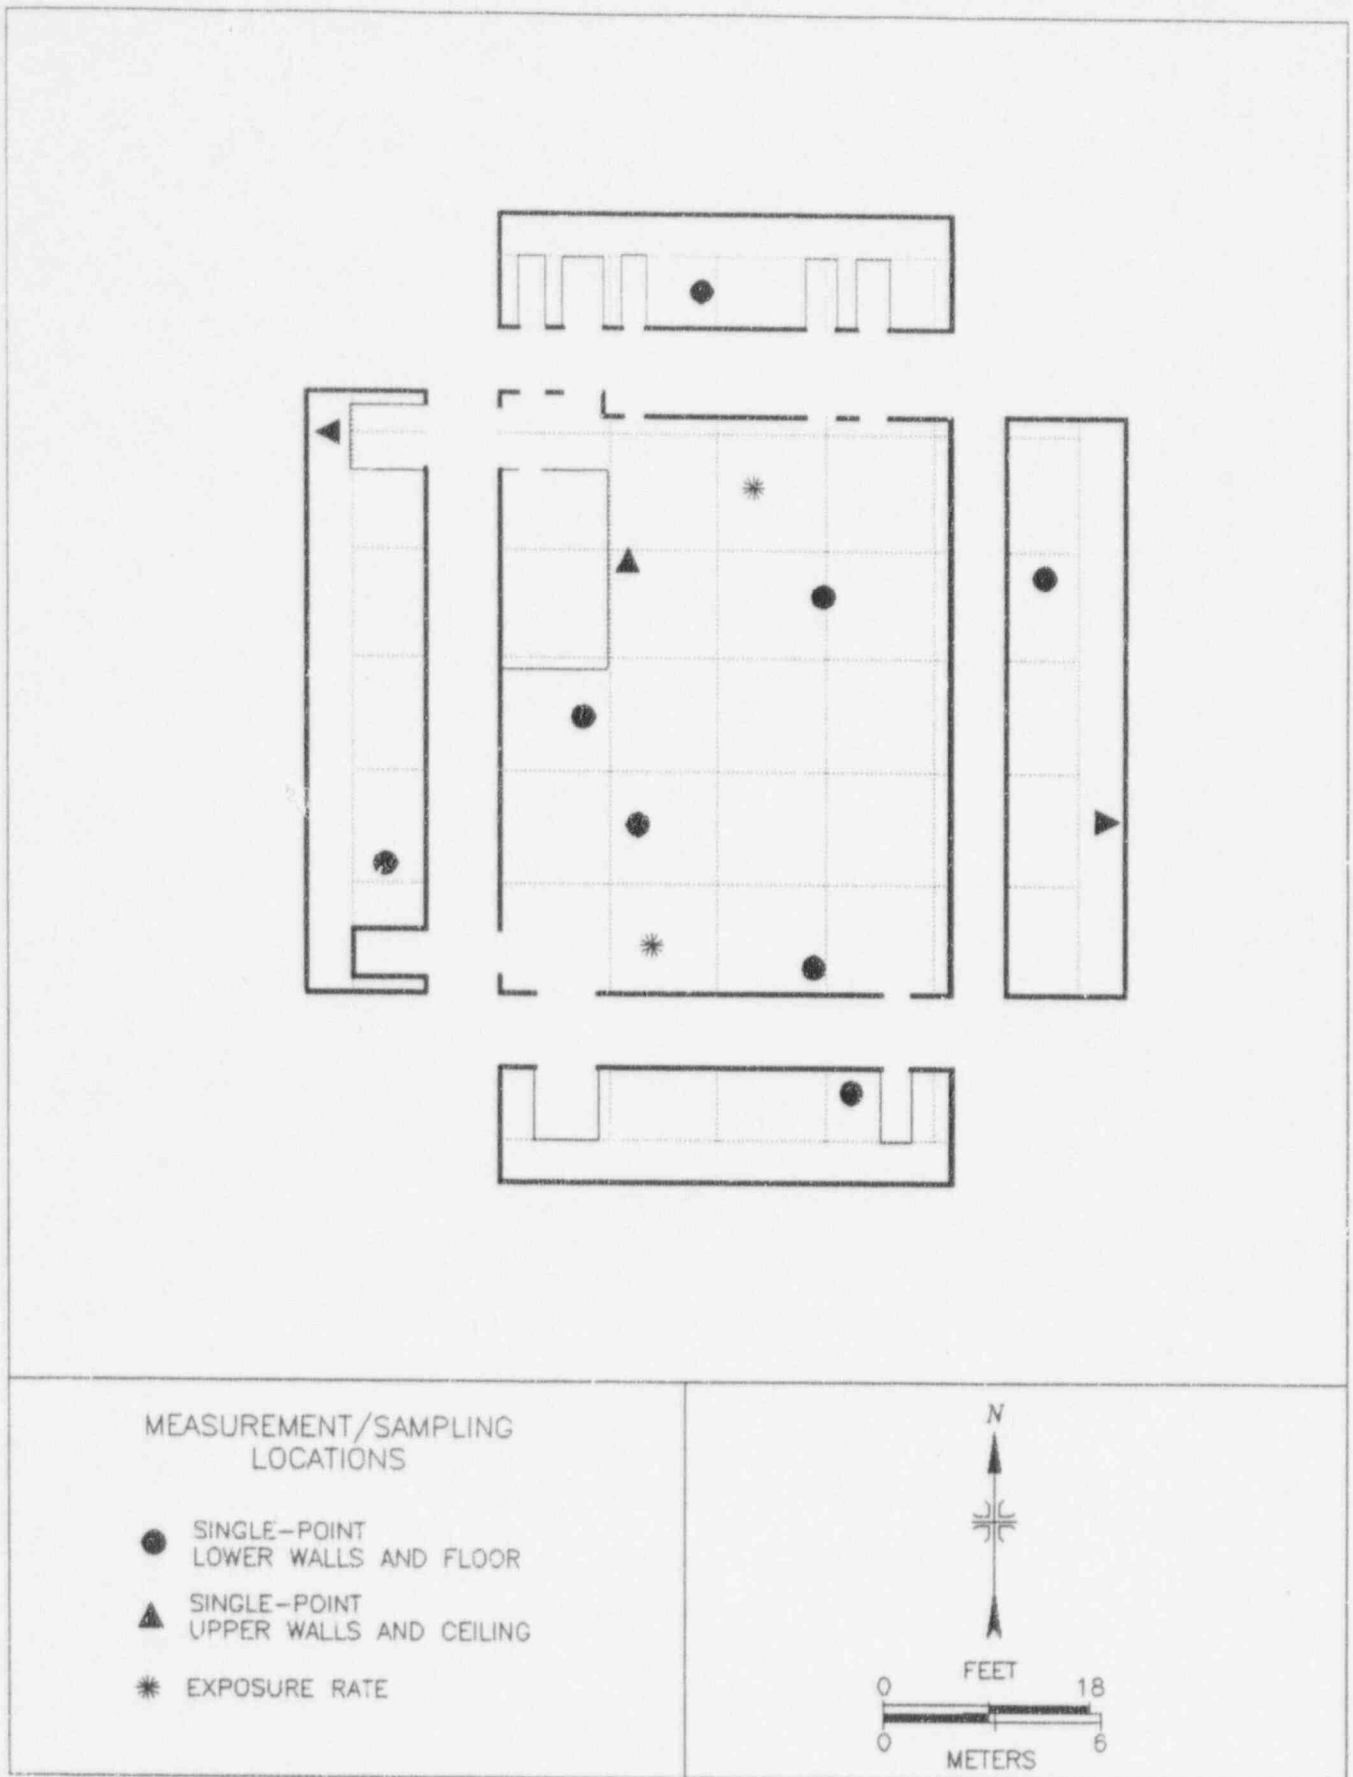 MEASUREMENT/SAMPLING
LOCATIONS
SINGLE-POINT
LOWER WALLS AND FLOOR
SINGLE-POINT
UPPER WALLS AND CEILING
EXPOSURE RATE
N
FEET
0 18
0 6
METERS